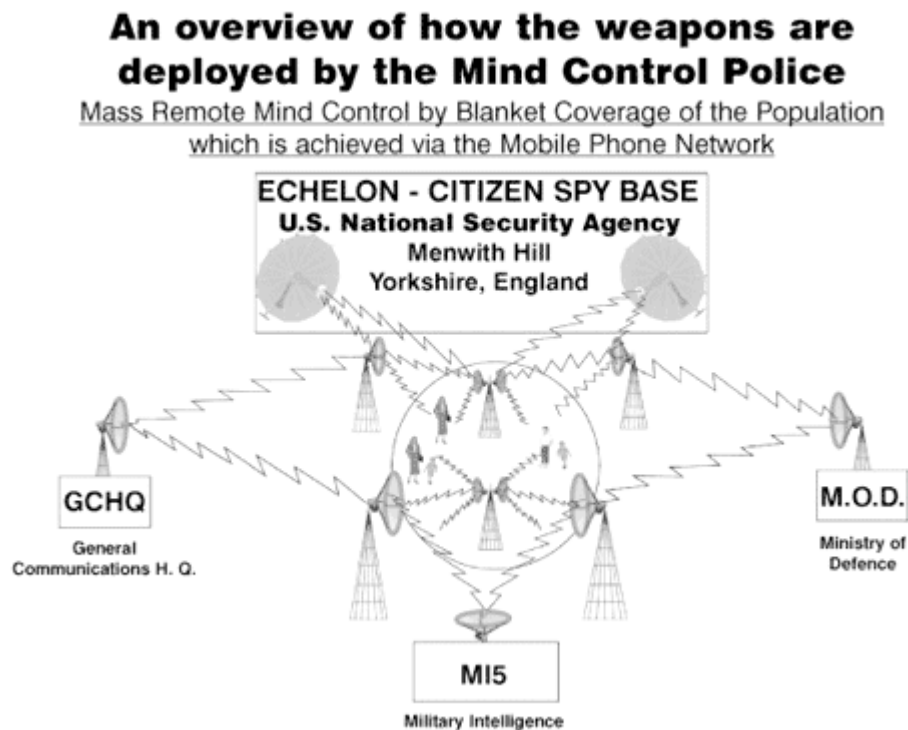 An overview of how the weapons are
deployed by the Mind Control Police
Mass Remote Mind Control by Blanket Coverage of the Population
which is achieved via the Mobile Phone Network
ECHELON - CITIZEN SPY BASE
U.S. National Security Agency
Menwith Hill
Yorkshire, England
GCHQ
General
Communications H. Q.
M.O.D.
Ministry of
Defence
MI5
Military Intelligence